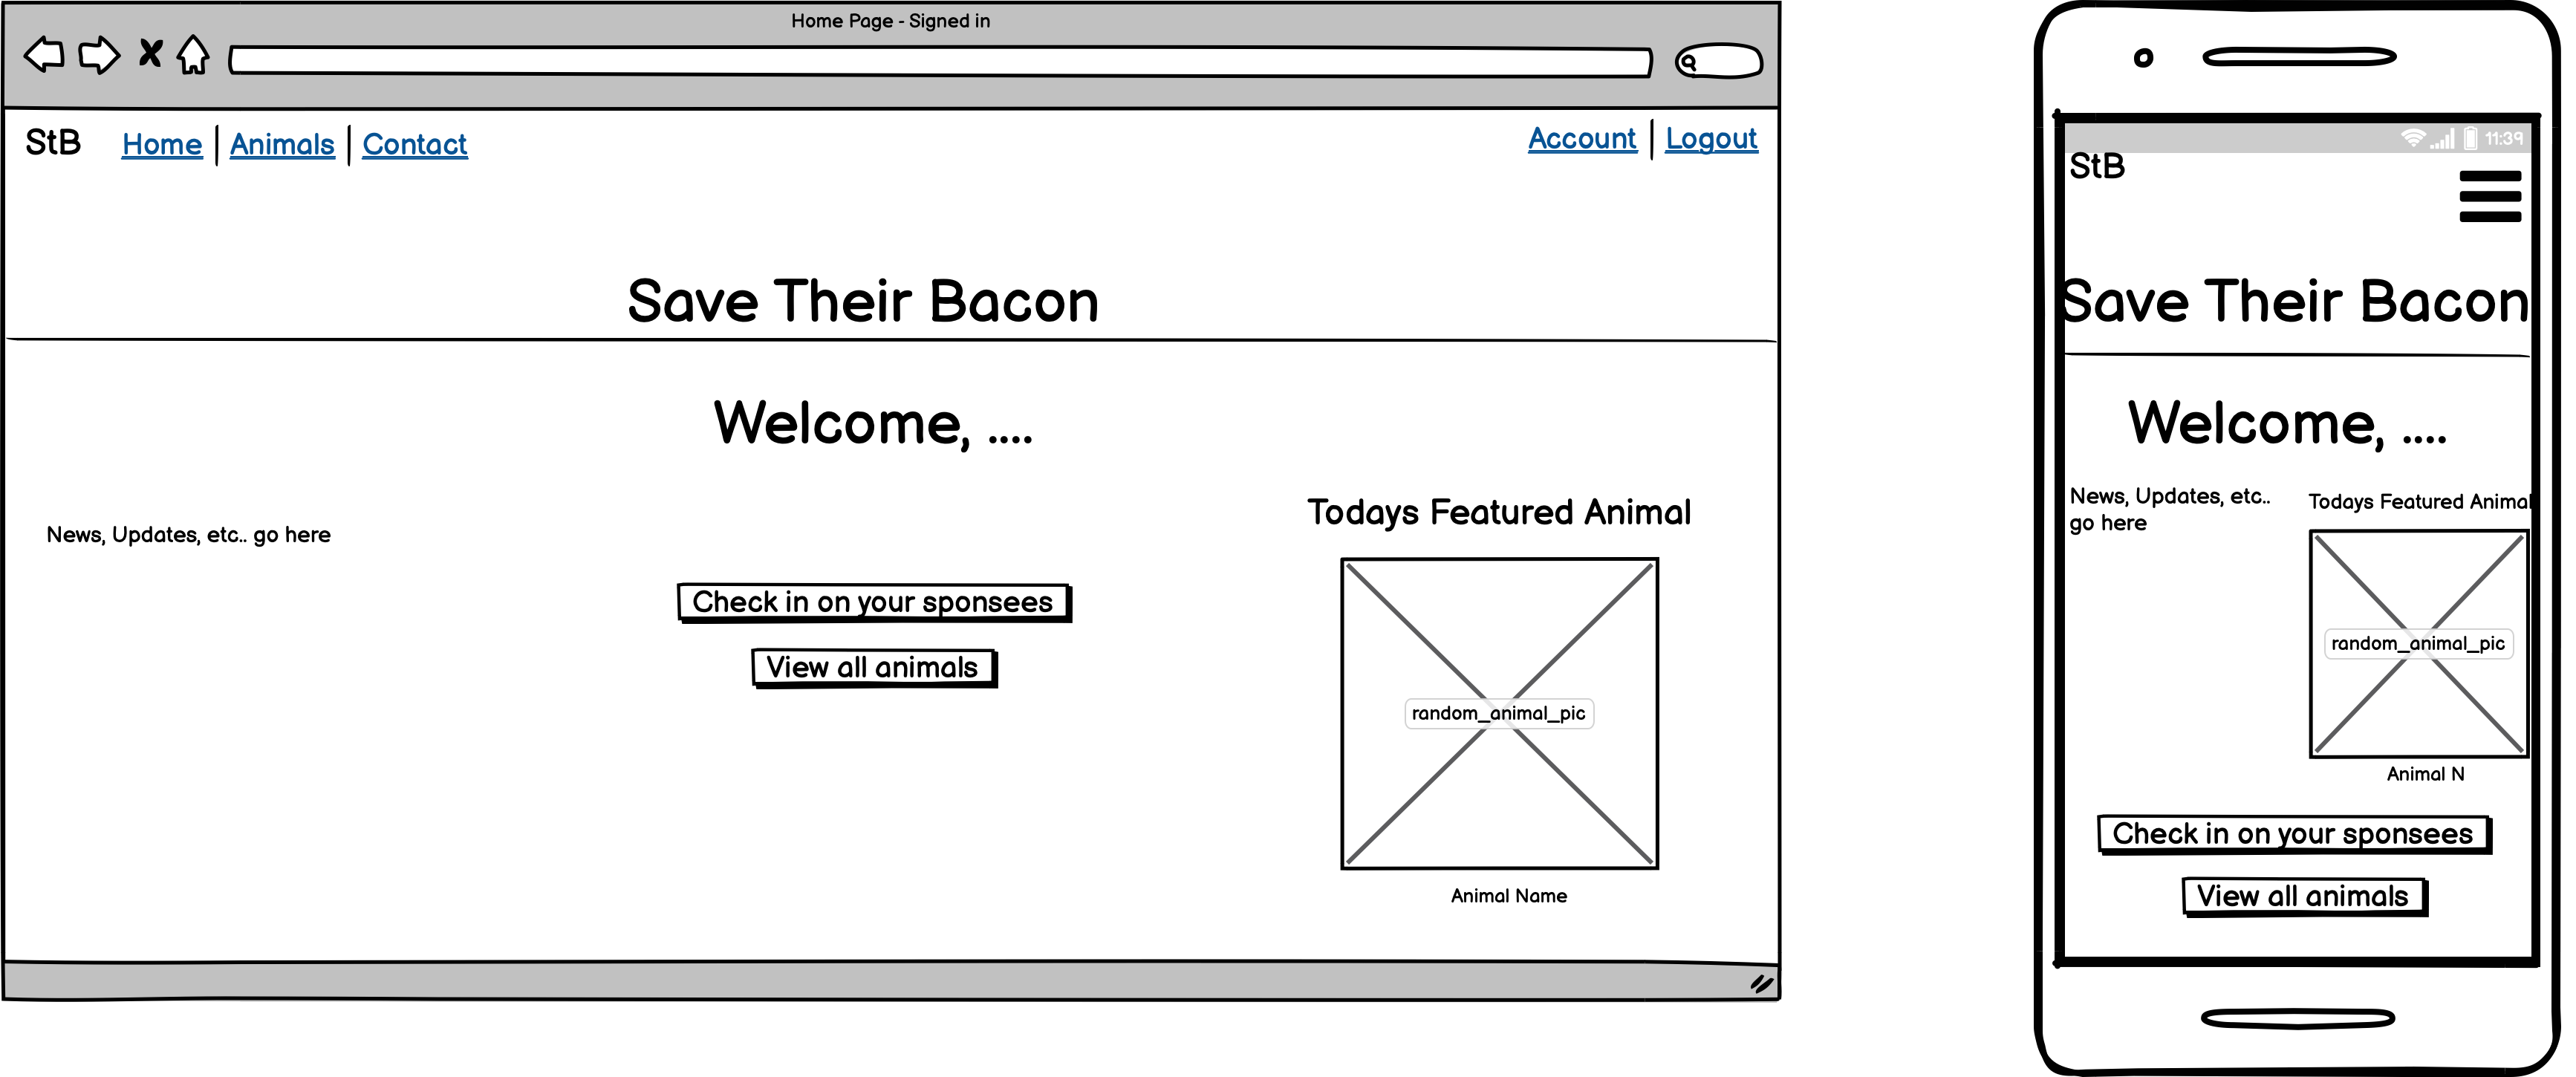 Home Page - Signed in
StB
Home | Animals | Contact
Account | Logout
Save Their Bacon
Welcome, ....
News, Updates, etc.. go here
Check in on your sponsees
View all animals
Todays Featured Animal
random_animal_pic
Animal Name
11:39
StB
Save Their Bacon
Welcome, ....
News, Updates, etc..
go here
Todays Featured Animal
random_animal_pic
Animal N
Check in on your sponsees
View all animals